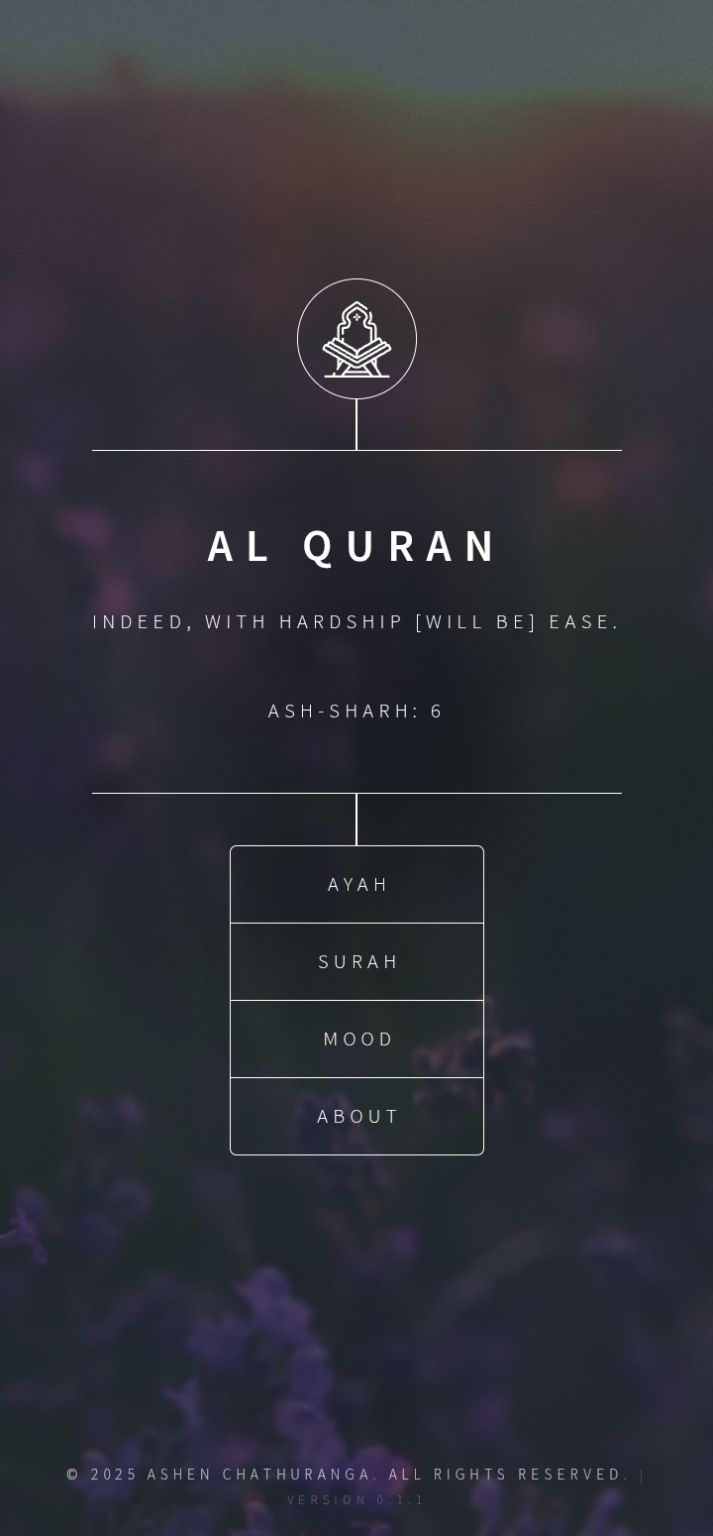 AL QURAN
INDEED, WITH HARDSHIP [WILL BE] EASE.
ASH-SHARH: 6
AYAH
SURAH
MOOD
ABOUT
© 2025 ASHEN CHATHURANGA. ALL RIGHTS RESERVED. |
VERSION 0.1.1